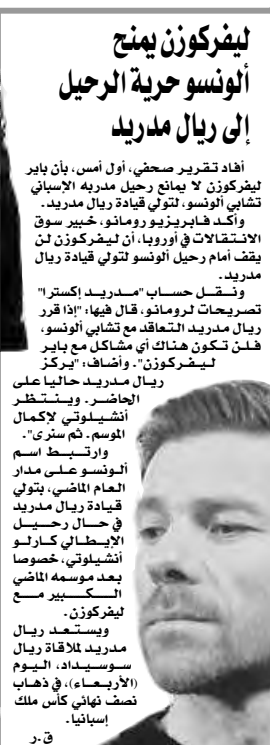 ليفركوزن يمنح
ألونسو حرية الرحيل
إلى ريال مدريد
أفاد تقرير صحفي، أول أمس، بأن باير
ليفركوزن لا يمانع رحيل مدربه الإسباني
تشابي ألونسو، لتولي قيادة ريال مدريد.
وأكد فابريزيو رومانو، خبير سوق
الانتقالات في أوروبا، أن ليفركوزن لن
يقف أمام رحيل ألونسو لتولي قيادة ريال
مدريد.
ونقل حساب "مدريد إكسترا"
تصريحات لرومانو، قال فيها: "إذا قرر
ريال مدريد التعاقد مع تشابي ألونسو،
فلن تكون هناك أي مشاكل مع باير
ليفركوزن". وأضاف: "يركز
ريال مدريد حاليا على
الحاضر. وينتظر
أنشيلوتي لإكمال
الموسم. ثم سنرى".
وارتبط اسم
ألونسو على مدار
العام الماضي، بتولي
قيادة ريال مدريد
في حال رحيل
الإيطالي كارلو
أنشيلوتي، خصوصا
بعد موسمه الماضي
الكبير مع
ليفركوزن.
ويستعد ريال
مدريد لملاقاة ريال
سوسيداد، اليوم
(الأربعاء)، في ذهاب
نصف نهائي كأس ملك
إسبانيا.
ق.ر